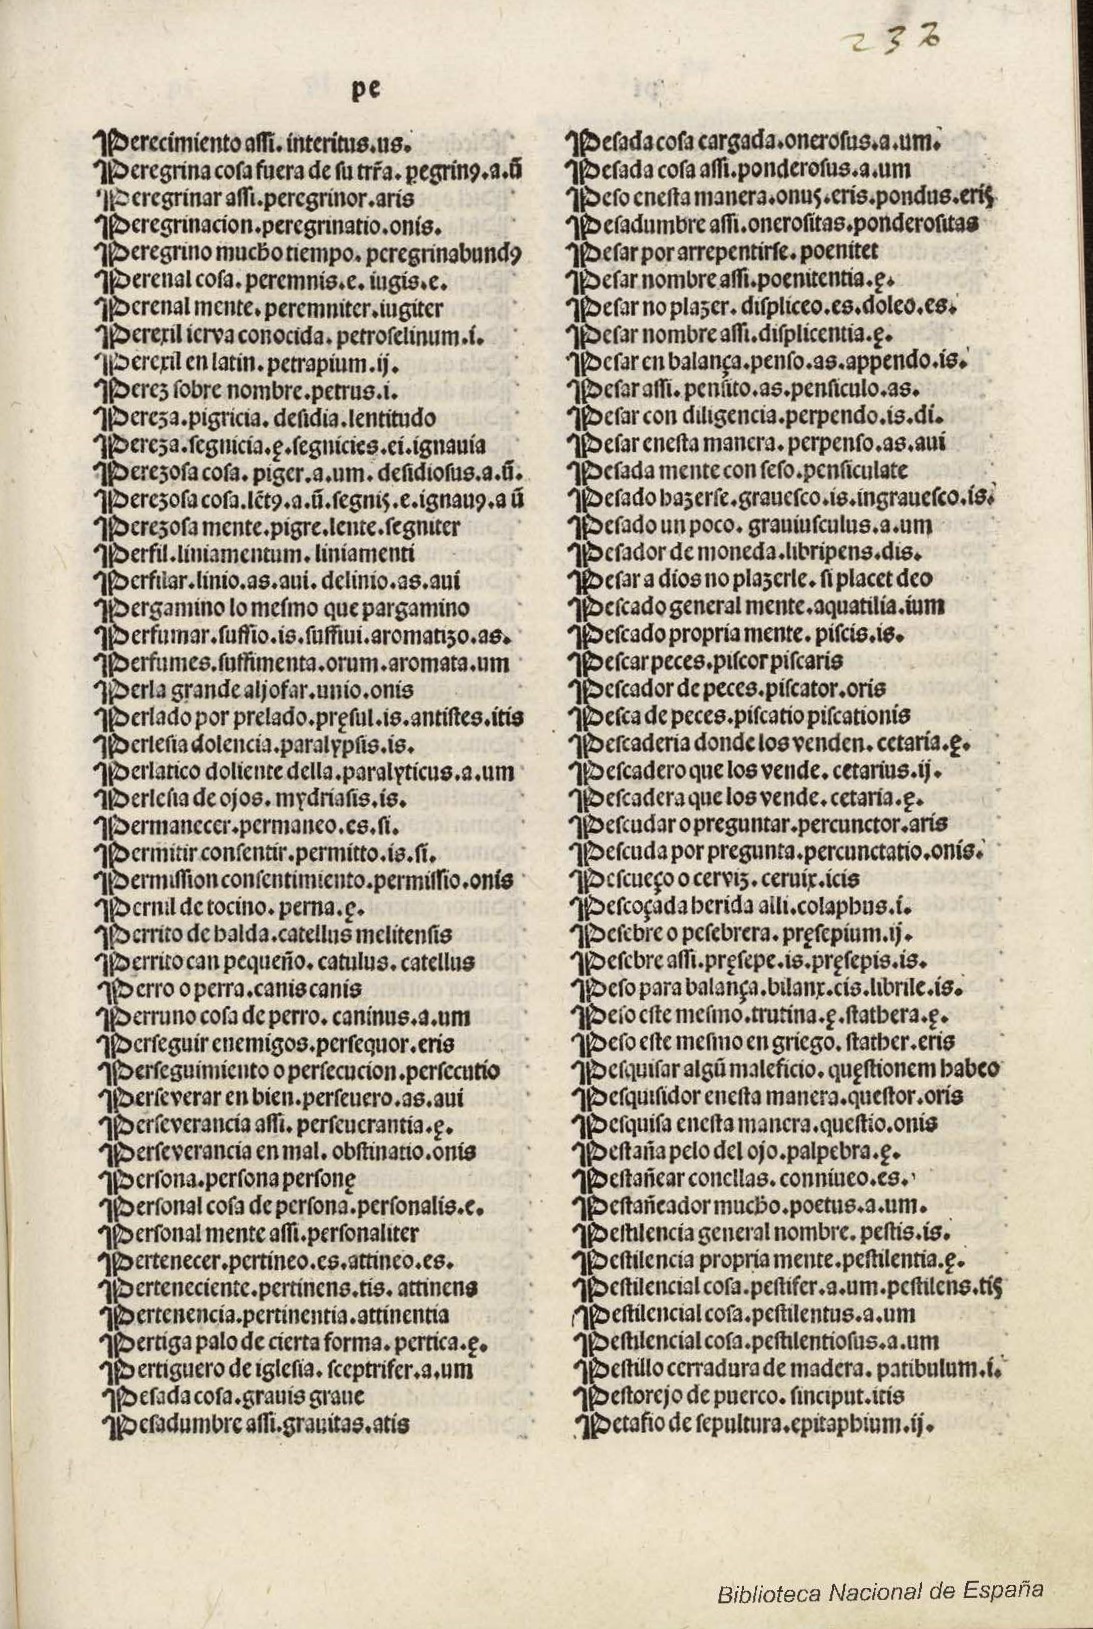 236
pe
¶Perecimiento assi. interitus.us.
¶Peregrina cosa fuera de su trr̃a. ꝑegrinꝰ.a.ũ
¶Peregrinar assi.peregrinor.aris
¶Peregrinacion.peregrinatio.onis.
¶Peregrino mucho tiempo. peregrinabundꝰ
¶Perenal cosa. peremnis.e. iugis.e.
¶Perenal mente. peremniter.iugiter
¶Perexil ierva conocida. petroselinum.i.
¶Perexil en latin. petrapium.ij.
¶Perez sobre nombre.petrus.i.
¶Pereza.pigricia. desidia.lentitudo
¶Pereza.segnicia.ę.segnicies.ei.ignauia
¶Perezosa cosa. piger.a.um. desidiosus.a.ũ.
¶Perezosa cosa.lẽtꝰ.a.ũ.segnis.e.ignauꝰ.a ũ
¶Perezosa mente.pigre.lente.segniter
¶Perfil.liniamentum.liniamenti
¶Perfilar.linio.as.aui. delinio.as.aui
¶Pergamino lo mesmo que pargamino
¶Perfumar.suffio.is.suffiui.aromatizo.as.
¶Perfumes.suffimenta.orum.aromata.um
¶Perla grande aljofar.unio.onis
¶Perlado por prelado.pręsul.is.antistes.itis
¶Perlesia dolencia.paralypsis.is.
¶Perlatico doliente della.paralyticus.a.um
¶Perlesia de ojos. mydriasis.is.
¶Permanecer.permaneo.es.si.
¶Permitir consentir.permitto.is.si.
¶Permission consentimiento.permissio.onis
¶Pernil de tocino. perna.ę.
¶Perrito de halda.catellus melitensis
¶Perrito can pequeño. catulus. catellus
¶Perro o perra.canis canis
¶Perruno cosa de perro. caninus.a.um
¶Perseguir enemigos.persequor.eris
¶Perseguimiento o persecucion.persecutio
¶Perseverar en bien.perseuero.as.aui
¶Perseverancia assi. perseuerantia.ę.
¶Perseverancia en mal. obstinatio.onis
¶Persona.persona personę
¶Personal cosa de persona.personalis.e.
¶Personal mente assi.personaliter
¶Pertenecer.pertineo.es.attineo.es.
¶Perteneciente.pertinens.tis. attinens
¶Pertenencia.pertinentia.attinentia
¶Pertiga palo de cierta forma. pertica.ę.
¶Pertiguero de iglesia. sceptrifer.a.um
¶Pesada cosa.grauis graue
¶Pesadumbre assi.grauitas.atis
¶Pesada cosa cargada.onerosus.a.um.
¶Pesada cosa assi.ponderosus.a.um
¶Peso enesta manera.onus.eris.pondus.eris
¶Pesadumbre assi.onerositas.ponderositas
¶Pesar por arrepentirse. poenitet
¶Pesar nombre assi.poenitentia.ę.
¶Pesar no plazer. displiceo.es.doleo.es.
¶Pesar nombre assi.displicentia.ę.
¶Pesar en balança.penso.as.appendo.is.
¶Pesar assi. pensito.as.pensiculo.as.
¶Pesar con diligencia.perpendo.is.di.
¶Pesar enesta manera. perpenso.as.aui
¶Pesada mente con seso.pensiculate
¶Pesado hazerse.grauesco.is.ingrauesco.is.
¶Pesado un poco. grauiusculus.a.um
¶Pesador de moneda.libripens.dis.
¶Pesar a dios no plazerle. si placet deo
¶Pescado general mente.aquatilia.ium
¶Pescado propria mente. piscis.is.
¶Pescar peces.piscor piscaris
¶Pescador de peces.piscator.oris
¶Pesca de peces.piscatio piscationis
¶Pescaderia donde los venden. cetaria.ę.
¶Pescadero que los vende. cetarius.ij.
¶Pescadera que los vende. cetaria.ę.
¶Pescudar o preguntar.percunctor.aris
¶Pescuda por pregunta.percunctatio.onis.
¶Pescueço o cerviz. ceruix.icis
¶Pescoçada herida assi.colaphus.i.
¶Pesebre o pesebrera. pręsepium.ij.
¶Pesebre assi.pręsepe.is.pręsepis.is.
¶Peso para balança.bilanx.cis.librile.is.
¶Peso este mesmo.trutina.ę.stathera.ę.
¶Peso este mesmo en griego. stather.eris
¶Pesquisar algũ maleficio. quęstionem habeo
¶Pesquisidor enesta manera.questor.oris
¶Pesquisa enesta manera.questio.onis
¶Pestaña pelo del ojo.palpebra.ę.
¶Pestañear conellas. conniueo.es.
¶Pestañeador mucho.poetus.a.um.
¶Pestilencia general nombre. pestis.is.
¶Pestilencia propria mente.pestilentia.ę.
¶Pestilencial cosa.pestifer.a.um.pestilens.tis
¶Pestilencial cosa.pestilentus.a.um
¶Pestilencial cosa.pestilentiosus.a.um
¶Pestillo cerradura de madera. patibulum.i.
¶Pestorejo de puerco. sinciput.itis
¶Petafio de sepultura.epitaphium.ij.
Biblioteca Nacional de España